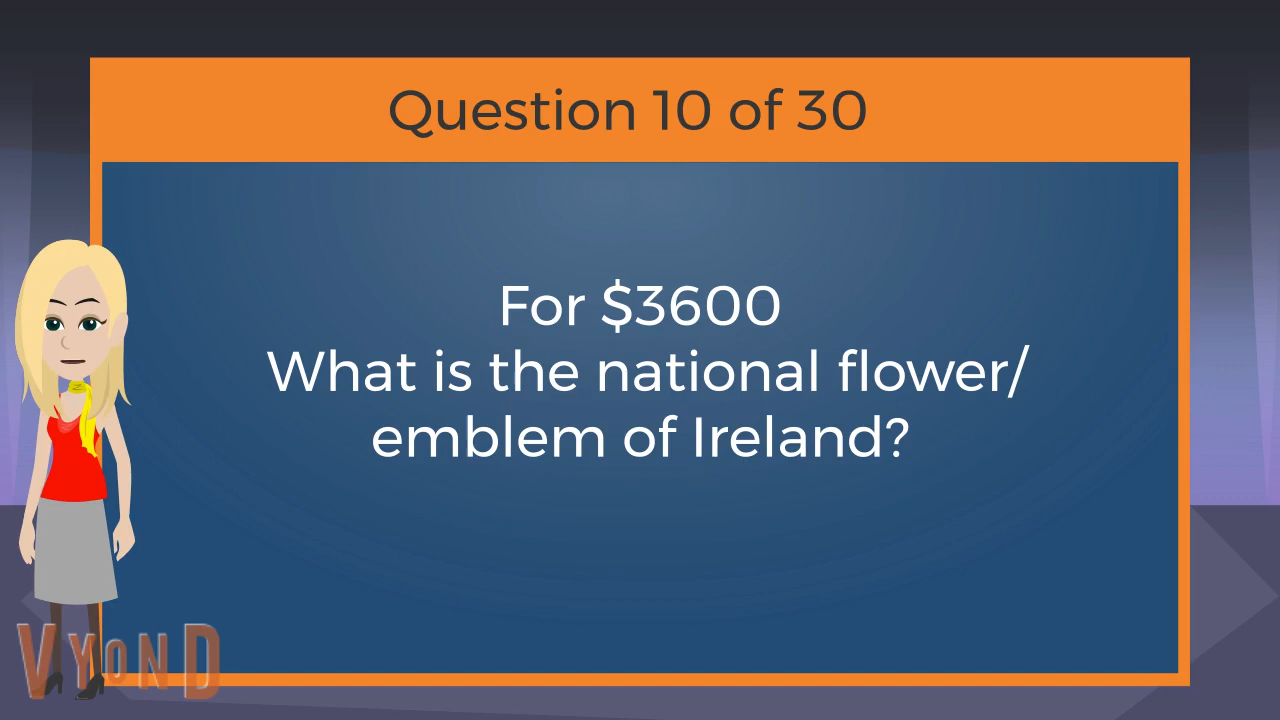 Question 10 of 30
For $3600
What is the national flower/
emblem of Ireland?
VYOND